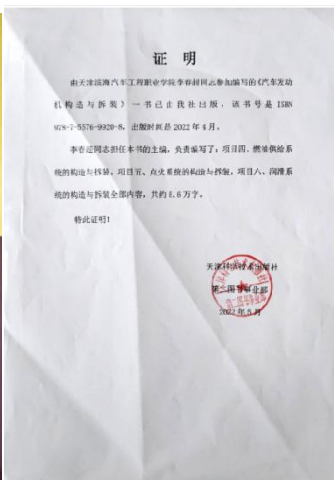 证 明
由天津滨海汽车工程职业学院李春超同志参加编写的《汽车发动
机构造与拆装》一书已由我社出版，该书号是 ISBN
978-7-5576-9920-8，出版时间是 2022 年 4 月。
李春超同志担任本书的主编，负责编写了：项目四、燃油供给系
统的构造与拆装，项目五、点火系统的构造与拆装，项目八、润滑系
统的构造与拆装全部内容，共约 5.6 万字。
特此证明！
天津科学技术出版社
第二图书事业部
2022 年 5 月